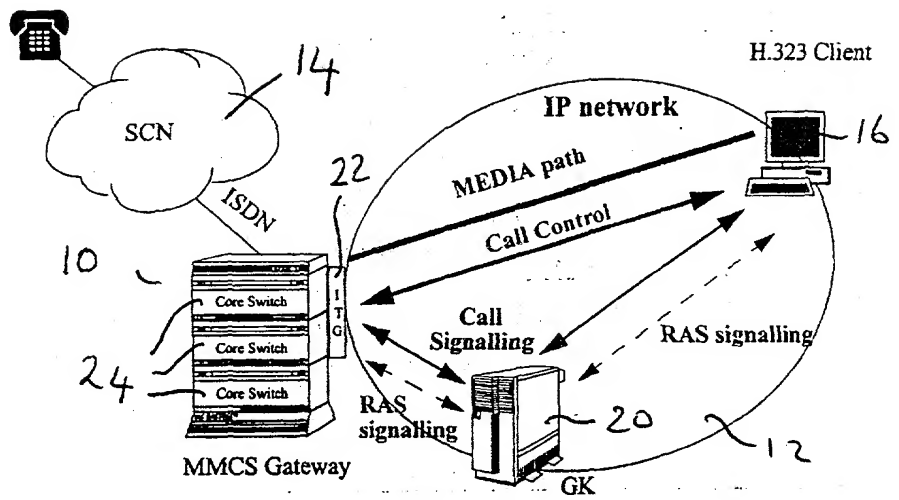 H.323 Client
14
SCN
IP network
16
MEDIA path
22
ISDN
Call Control
10
ITG
Core Switch
Core Switch
Core Switch
24
Call
Signalling
RAS signalling
RAS
signalling
20
12
MMCS Gateway
GK